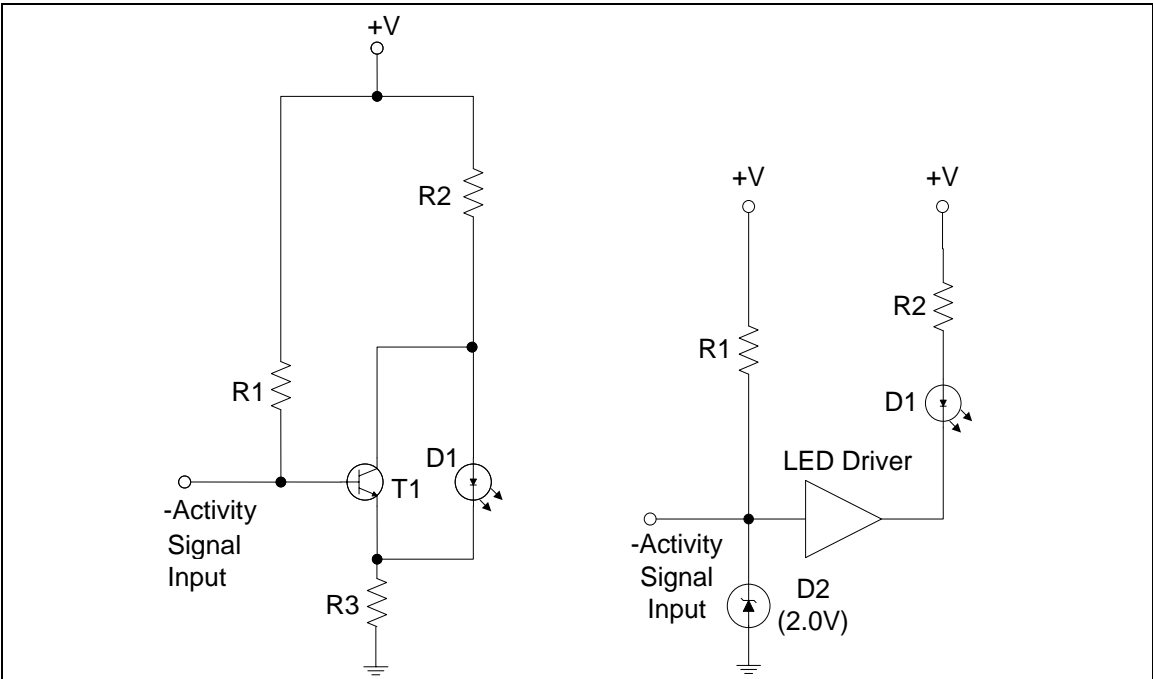 +V
R2
R1
D1
T1
-Activity
Signal
Input
R3
+V
+V
R2
R1
D1
LED Driver
-Activity
Signal
Input
D2
(2.0V)